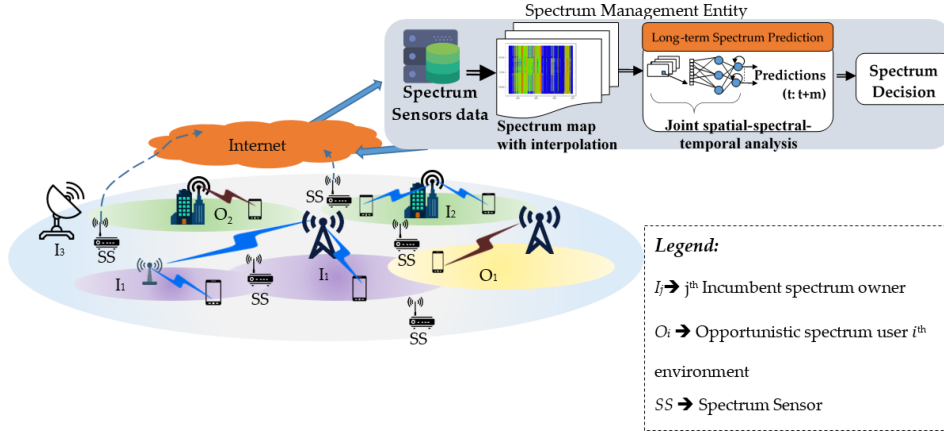 Spectrum Management Entity
Long-term Spectrum Prediction
Spectrum
Sensors data
Spectrum map
with interpolation
Predictions
(t: t+m)
Joint spatial-spectral-
temporal analysis
Spectrum
Decision
Internet
I3
SS
O2
SS
I2
SS
I1
SS
I1
O1
SS
Legend:
Ij➔ jth Incumbent spectrum owner
Oi ➔ Opportunistic spectrum user ith
environment
SS ➔ Spectrum Sensor